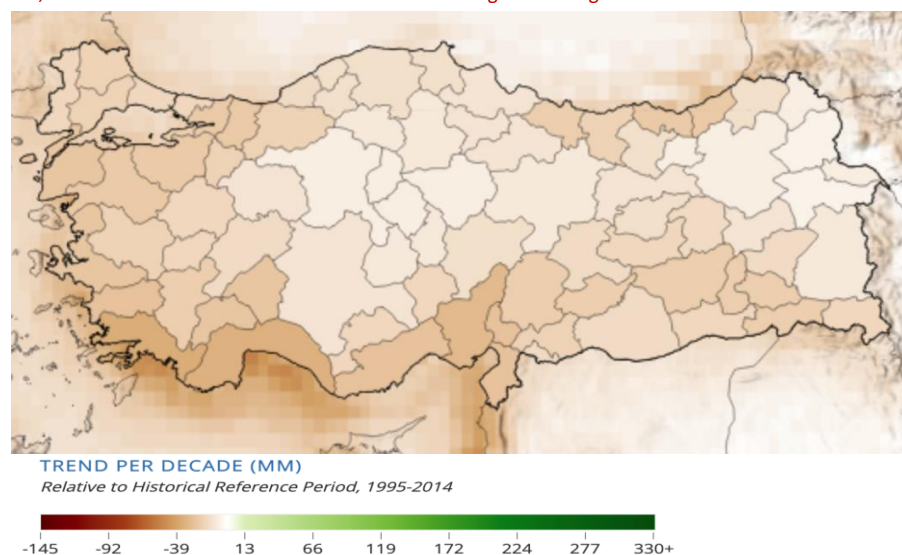 TREND PER DECADE (MM)
Relative to Historical Reference Period, 1995-2014
-145 -92 -39 13 66 119 172 224 277 330+